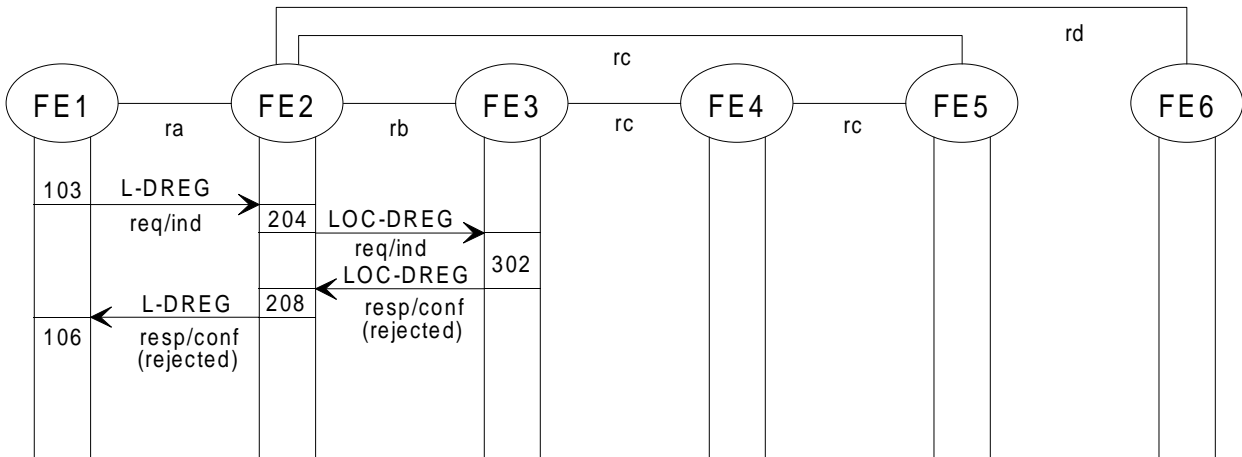 rd
rc
FE1
FE2
FE3
FE4
FE5
FE6
ra
rb
rc
rc
103
L-DREG
req/ind
204
LOC-DREG
req/ind
302
LOC-DREG
resp/conf
(rejected)
208
L-DREG
resp/conf
(rejected)
106